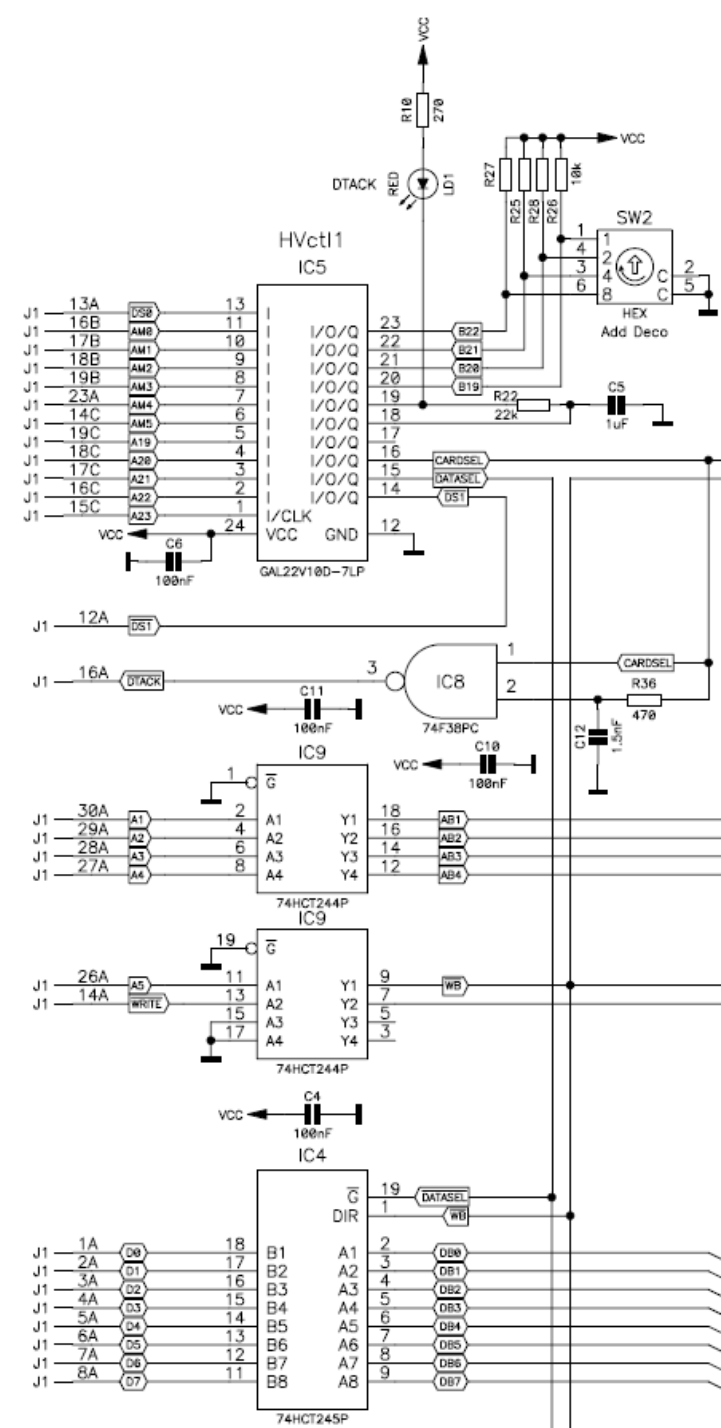 VCC
R10
270
DTACK
RED
LD1
VCC
R27
R25
R28
R26
10k
SW2
1 1
4 2
3 4
6 8
C 2
C 5
HEX
Add Deco
HVctl1
IC5
J1 13A DS0 13 I
J1 16B AM0 11 I I/O/Q 23 B22
J1 17B AM1 10 I I/O/Q 22 B21
J1 18B AM2 9 I I/O/Q 21 B20
J1 19B AM3 8 I I/O/Q 20 B19
J1 23A AM4 7 I I/O/Q 19
J1 14C AM5 6 I I/O/Q 18
J1 19C A19 5 I I/O/Q 17
J1 18C A20 4 I I/O/Q 16 CARDSEL
J1 17C A21 3 I I/O/Q 15 DATASEL
J1 16C A22 2 I I/O/Q 14 DS1
J1 15C A23 1 I/CLK
VCC 24 VCC GND 12
R22
22k
C5
1uF
C6
100nF
GAL22V10D-7LP
J1 12A DS1
J1 16A DTACK 3 IC8
1 CARDSEL
2 R36
470
74F38PC
C12
1.5nF
VCC C11
100nF
VCC C10
100nF
IC9
1 G
J1 30A A1 2 A1 Y1 18 AB1
J1 29A A2 4 A2 Y2 16 AB2
J1 28A A3 6 A3 Y3 14 AB3
J1 27A A4 8 A4 Y4 12 AB4
74HCT244P
IC9
19 G
J1 26A A5 11 A1 Y1 9 WB
J1 14A WRITE 13 A2 Y2 7
15 A3 Y3 5
17 A4 Y4 3
74HCT244P
VCC C4
100nF
IC4
G 19 DATASEL
DIR 1 WB
J1 1A D0 18 B1 A1 2 DB0
J1 2A D1 17 B2 A2 3 DB1
J1 3A D2 16 B3 A3 4 DB2
J1 4A D3 15 B4 A4 5 DB3
J1 5A D4 14 B5 A5 6 DB4
J1 6A D5 13 B6 A6 7 DB5
J1 7A D6 12 B7 A7 8 DB6
J1 8A D7 11 B8 A8 9 DB7
74HCT245P